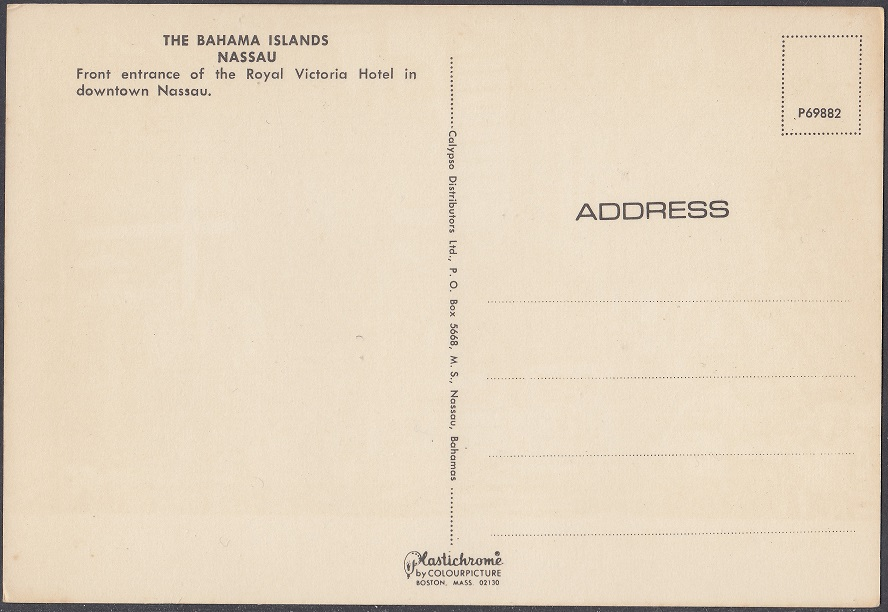 THE BAHAMA ISLANDS
NASSAU
Front entrance of the Royal Victoria Hotel in
downtown Nassau.
Calypso Distributors Ltd., P. O. Box 5668, M. S., Nassau, Bahamas
P69882
ADDRESS
Plastichrome®
by COLOURPICTURE
BOSTON, MASS. 02130